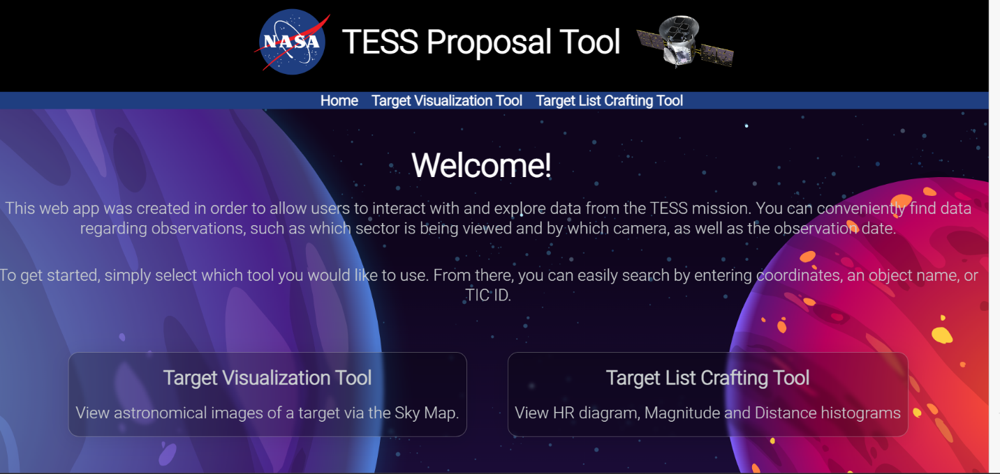 NASA
TESS Proposal Tool
Home Target Visualization Tool Target List Crafting Tool
Welcome!
This web app was created in order to allow users to interact with and explore data from the TESS mission. You can conveniently find data
regarding observations, such as which sector is being viewed and by which camera, as well as the observation date.
To get started, simply select which tool you would like to use. From there, you can easily search by entering coordinates, an object name, or
TIC ID.
Target Visualization Tool
View astronomical images of a target via the Sky Map.
Target List Crafting Tool
View HR diagram, Magnitude and Distance histograms